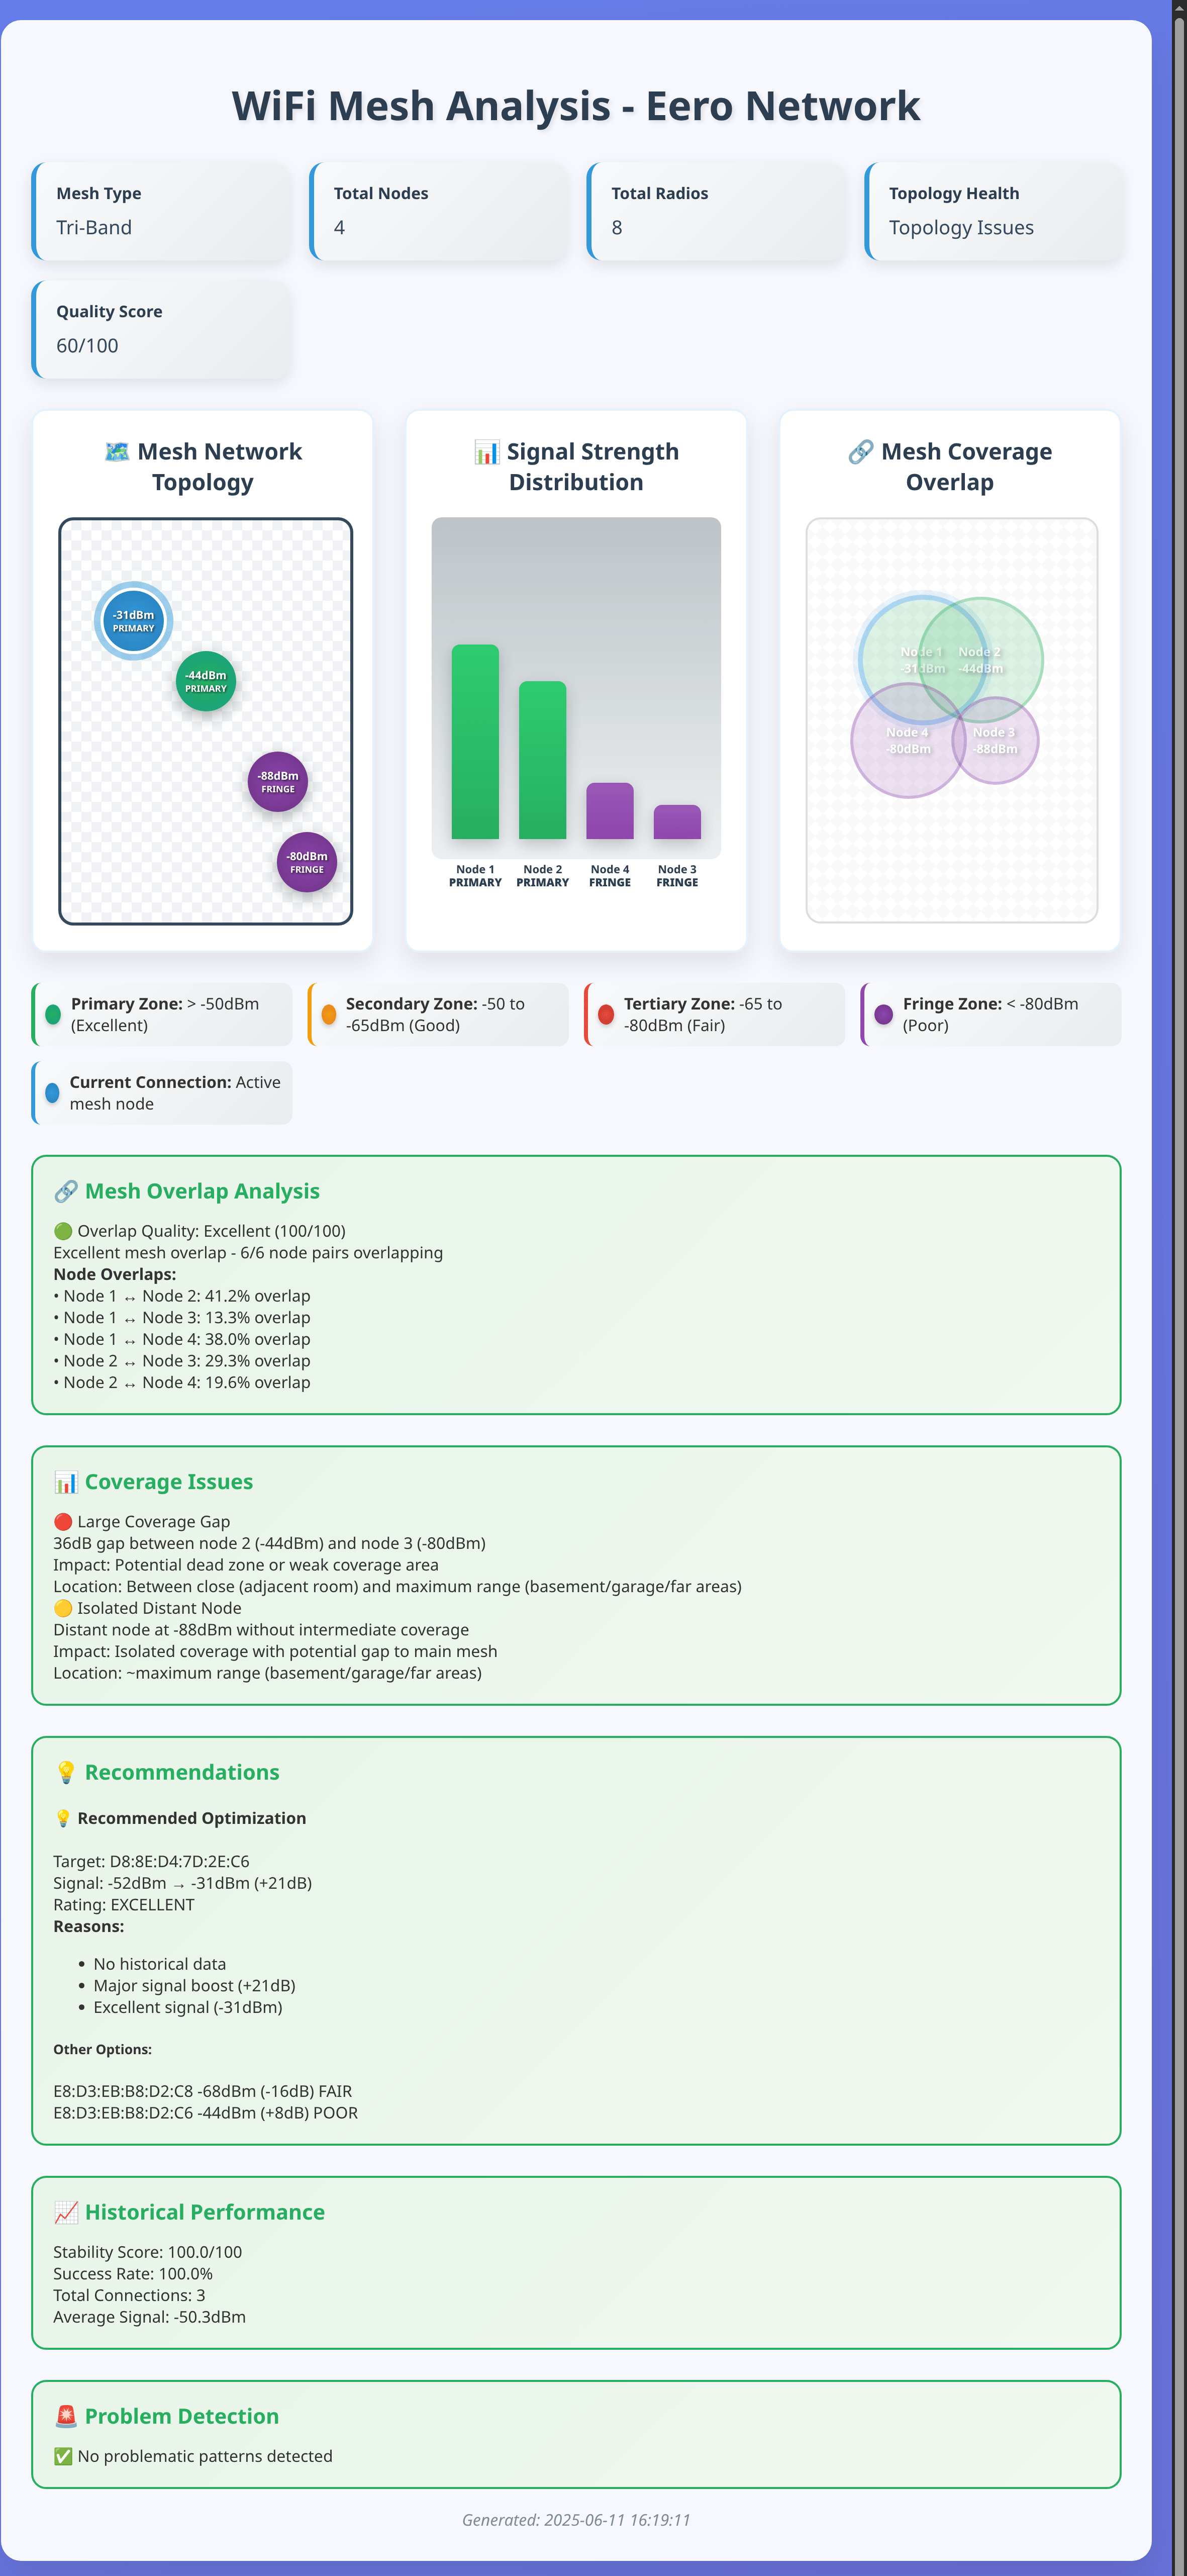 WiFi Mesh Analysis - Eero Network
Mesh Type
Tri-Band
Total Nodes
4
Total Radios
8
Topology Health
Topology Issues
Quality Score
60/100
🗺️ Mesh Network
Topology
-31dBm
PRIMARY
-44dBm
PRIMARY
-88dBm
FRINGE
-80dBm
FRINGE
📊 Signal Strength
Distribution
Node 1
PRIMARY
Node 2
PRIMARY
Node 4
FRINGE
Node 3
FRINGE
🔗 Mesh Coverage
Overlap
Node 1
-31dBm
Node 2
-44dBm
Node 4
-80dBm
Node 3
-88dBm
Primary Zone: > -50dBm
(Excellent)
Secondary Zone: -50 to
-65dBm (Good)
Tertiary Zone: -65 to
-80dBm (Fair)
Fringe Zone: < -80dBm
(Poor)
Current Connection: Active
mesh node
🔗 Mesh Overlap Analysis
🟢 Overlap Quality: Excellent (100/100)
Excellent mesh overlap - 6/6 node pairs overlapping
Node Overlaps:
• Node 1 ↔ Node 2: 41.2% overlap
• Node 1 ↔ Node 3: 13.3% overlap
• Node 1 ↔ Node 4: 38.0% overlap
• Node 2 ↔ Node 3: 29.3% overlap
• Node 2 ↔ Node 4: 19.6% overlap
📊 Coverage Issues
🔴 Large Coverage Gap
36dB gap between node 2 (-44dBm) and node 3 (-80dBm)
Impact: Potential dead zone or weak coverage area
Location: Between close (adjacent room) and maximum range (basement/garage/far areas)
🟡 Isolated Distant Node
Distant node at -88dBm without intermediate coverage
Impact: Isolated coverage with potential gap to main mesh
Location: ~maximum range (basement/garage/far areas)
💡 Recommendations
💡 Recommended Optimization
Target: D8:8E:D4:7D:2E:C6
Signal: -52dBm → -31dBm (+21dB)
Rating: EXCELLENT
Reasons:
• No historical data
• Major signal boost (+21dB)
• Excellent signal (-31dBm)
Other Options:
E8:D3:EB:B8:D2:C8 -68dBm (-16dB) FAIR
E8:D3:EB:B8:D2:C6 -44dBm (+8dB) POOR
📈 Historical Performance
Stability Score: 100.0/100
Success Rate: 100.0%
Total Connections: 3
Average Signal: -50.3dBm
🚨 Problem Detection
✅ No problematic patterns detected
Generated: 2025-06-11 16:19:11